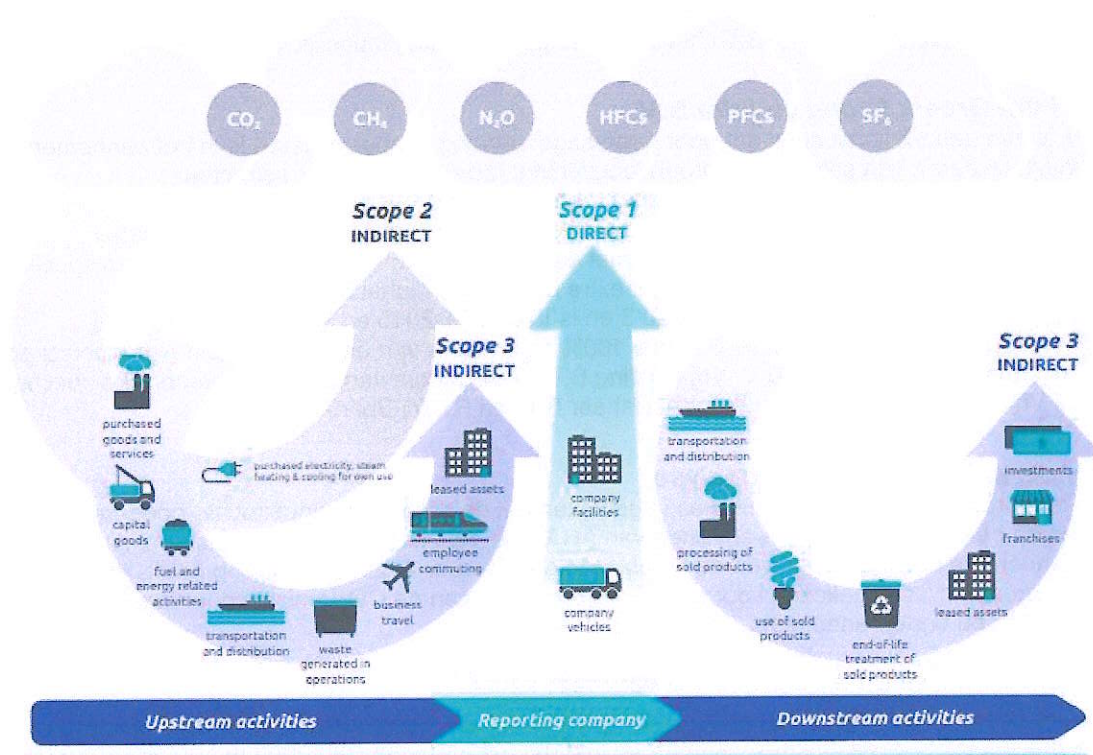 CO₂
CH₄
N₂O
HFCs
PFCs
SF₆
Scope 2
INDIRECT
Scope 1
DIRECT
Scope 3
INDIRECT
Scope 3
INDIRECT
purchased
goods and
services
capital
goods
fuel and
energy related
activities
purchased electricity, steam
heating & cooling for own use
transportation
and distribution
waste
generated in
operations
business
travel
employee
commuting
leased assets
company
facilities
company
vehicles
transportation
and distribution
processing of
sold products
use of sold
products
end-of-life
treatment of
sold products
leased assets
franchises
investments
Upstream activities
Reporting company
Downstream activities